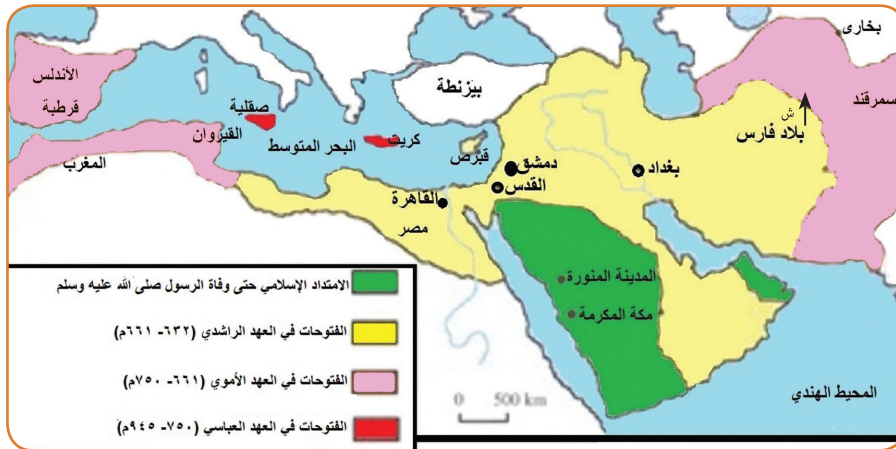 بخارى
الأندلس
قرطبة
بيْزنطة
سمرقند
صقلية
القيروان
ش
بلاد فارس
كريت
البحر المتوسط
قبرص
المغرب
دمشق
بغداد
القدس
القاهرة
مصر
المدينة المنورة
مكة المكرمة
المحيط الهندي
الامتداد الإسلامي حتى وفاة الرسول صلى الله عليه وسلم
الفتوحات في العهد الراشدي (٦٣٢- ٦٦١م)
الفتوحات في العهد الأموي (٦٦١- ٧٥٠م)
الفتوحات في العهد العباسي (٧٥٠- ٩٤٥م)
0 500 km